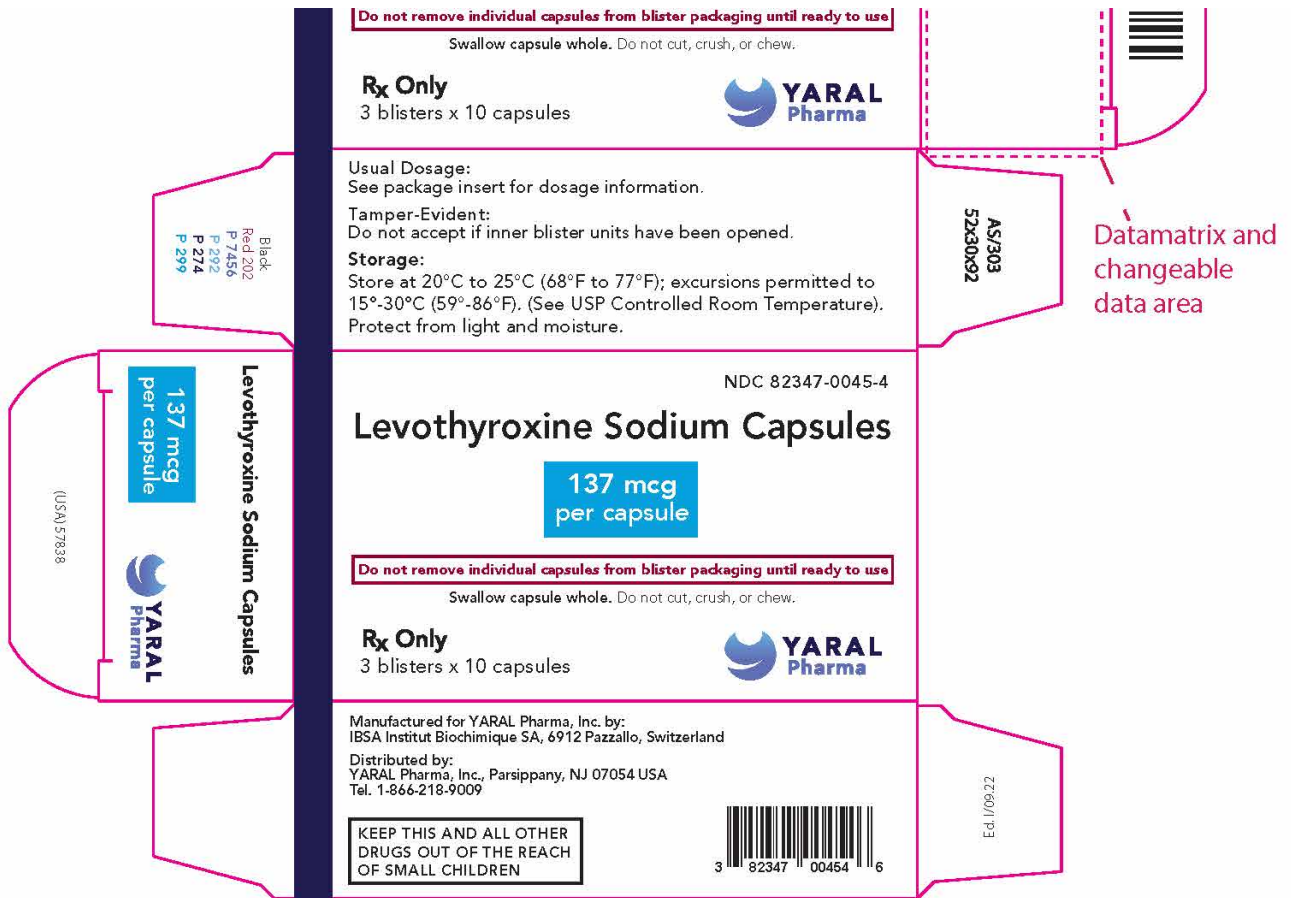 Do not remove individual capsules from blister packaging until ready to use
Swallow capsule whole. Do not cut, crush, or chew.
Rx Only
3 blisters x 10 capsules
YARAL
Pharma
Usual Dosage:
See package insert for dosage information.
Tamper-Evident:
Do not accept if inner blister units have been opened.
Storage:
Store at 20°C to 25°C (68°F to 77°F); excursions permitted to
15°-30°C (59°-86°F). (See USP Controlled Room Temperature).
Protect from light and moisture.
Black
Red 202
P 7456
P 292
P 274
P 299
AS/303
52x30x92
Datamatrix and
changeable
data area
Levothyroxine Sodium Capsules
137 mcg
per capsule
YARAL
Pharma
(USA) 57838
NDC 82347-0045-4
Levothyroxine Sodium Capsules
137 mcg
per capsule
Do not remove individual capsules from blister packaging until ready to use
Swallow capsule whole. Do not cut, crush, or chew.
Rx Only
3 blisters x 10 capsules
YARAL
Pharma
Manufactured for YARAL Pharma, Inc. by:
IBSA Institut Biochimique SA, 6912 Pazzallo, Switzerland
Distributed by:
YARAL Pharma, Inc., Parsippany, NJ 07054 USA
Tel. 1-866-218-9009
KEEP THIS AND ALL OTHER
DRUGS OUT OF THE REACH
OF SMALL CHILDREN
3 82347 00454 6
Ed. I/09.22